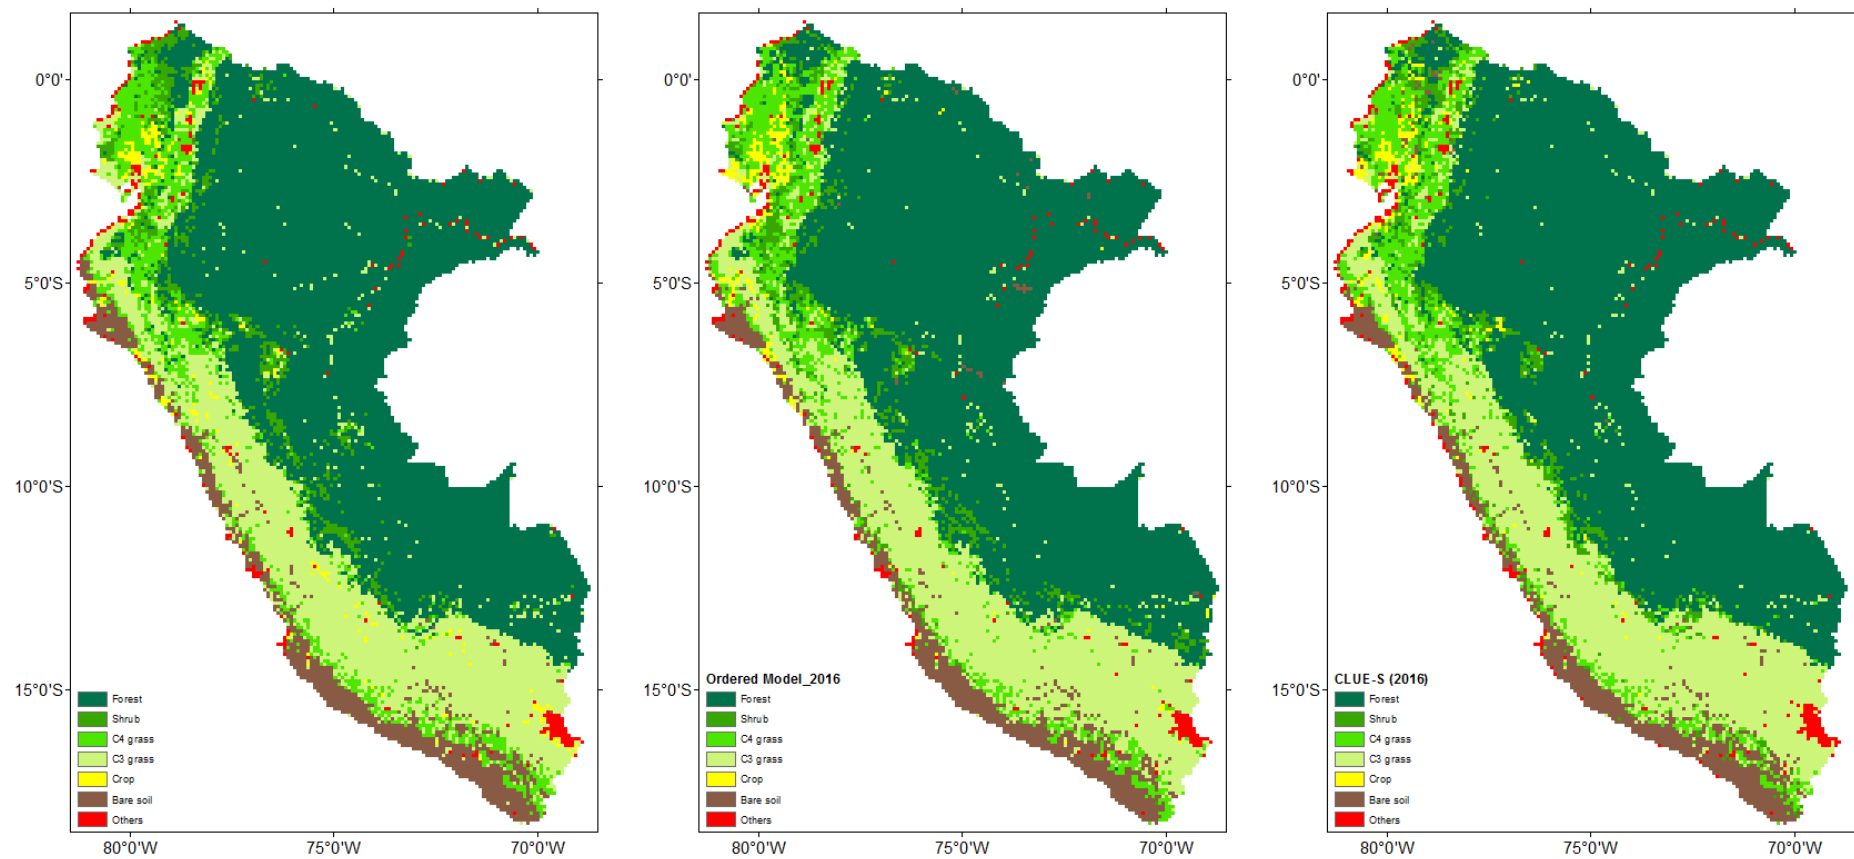 0°0'
5°0'S
10°0'S
15°0'S
Forest
Shrub
C4 grass
C3 grass
Crop
Bare soil
Others
80°0'W
75°0'W
70°0'W
0°0'
5°0'S
10°0'S
15°0'S
Ordered Model_2016
Forest
Shrub
C4 grass
C3 grass
Crop
Bare soil
Others
80°0'W
75°0'W
70°0'W
0°0'
5°0'S
10°0'S
15°0'S
CLUE-S (2016)
Forest
Shrub
C4 grass
C3 grass
Crop
Bare soil
Others
80°0'W
75°0'W
70°0'W